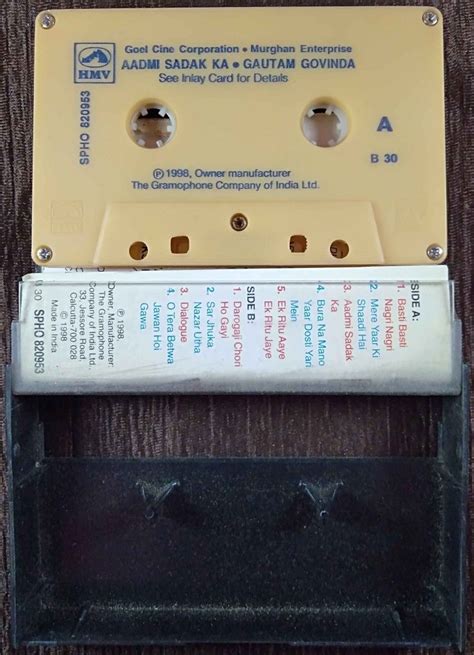 Goel Cine Corporation • Murghan Enterprise
AADMI SADAK KA • GAUTAM GOVINDA
See Inlay Card for Details
HMV
SPHO 820953
A
B 30
Ⓟ 1998, Owner manufacturer
The Gramophone Company of India Ltd.
SIDE A:
1. Basti Basti
Nagri Nagri
2. Mere Yaar Ki
Shaadi Hai
3. Aadmi Sadak
Ka
4. Bura Na Mano
Yaar Dosti Yari
Mein
5. Ek Ritu Aaye
Ek Ritu Jaye
SIDE B:
1. Darogaji Chori
Ho Gayi
2. Sar Jhuka
Nazar Utha
3. Dialogue
4. O Tera Betwa
Jawan Hoi
Gawa
Ⓟ 1998,
Owner, Manufacturer
The Gramophone
Company of India Ltd.
33, Jessore Road,
Calcutta-700 028
© 1998
Made in India
30 SPHO 820953